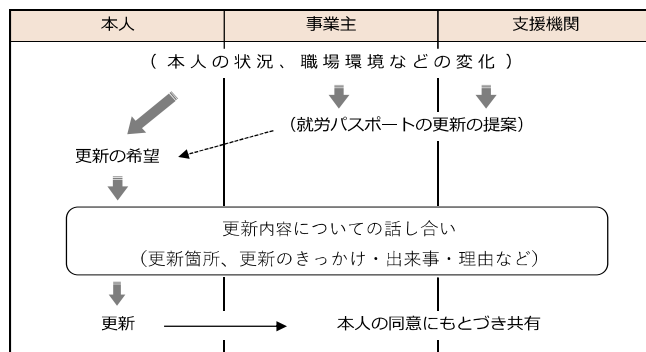 本人 事業主 支援機関
(本人の状況、職場環境などの変化)
(就労パスポートの更新の提案)
更新の希望
更新内容についての話し合い
(更新箇所、更新のきっかけ・出来事・理由など)
更新 本人の同意にもとづき共有